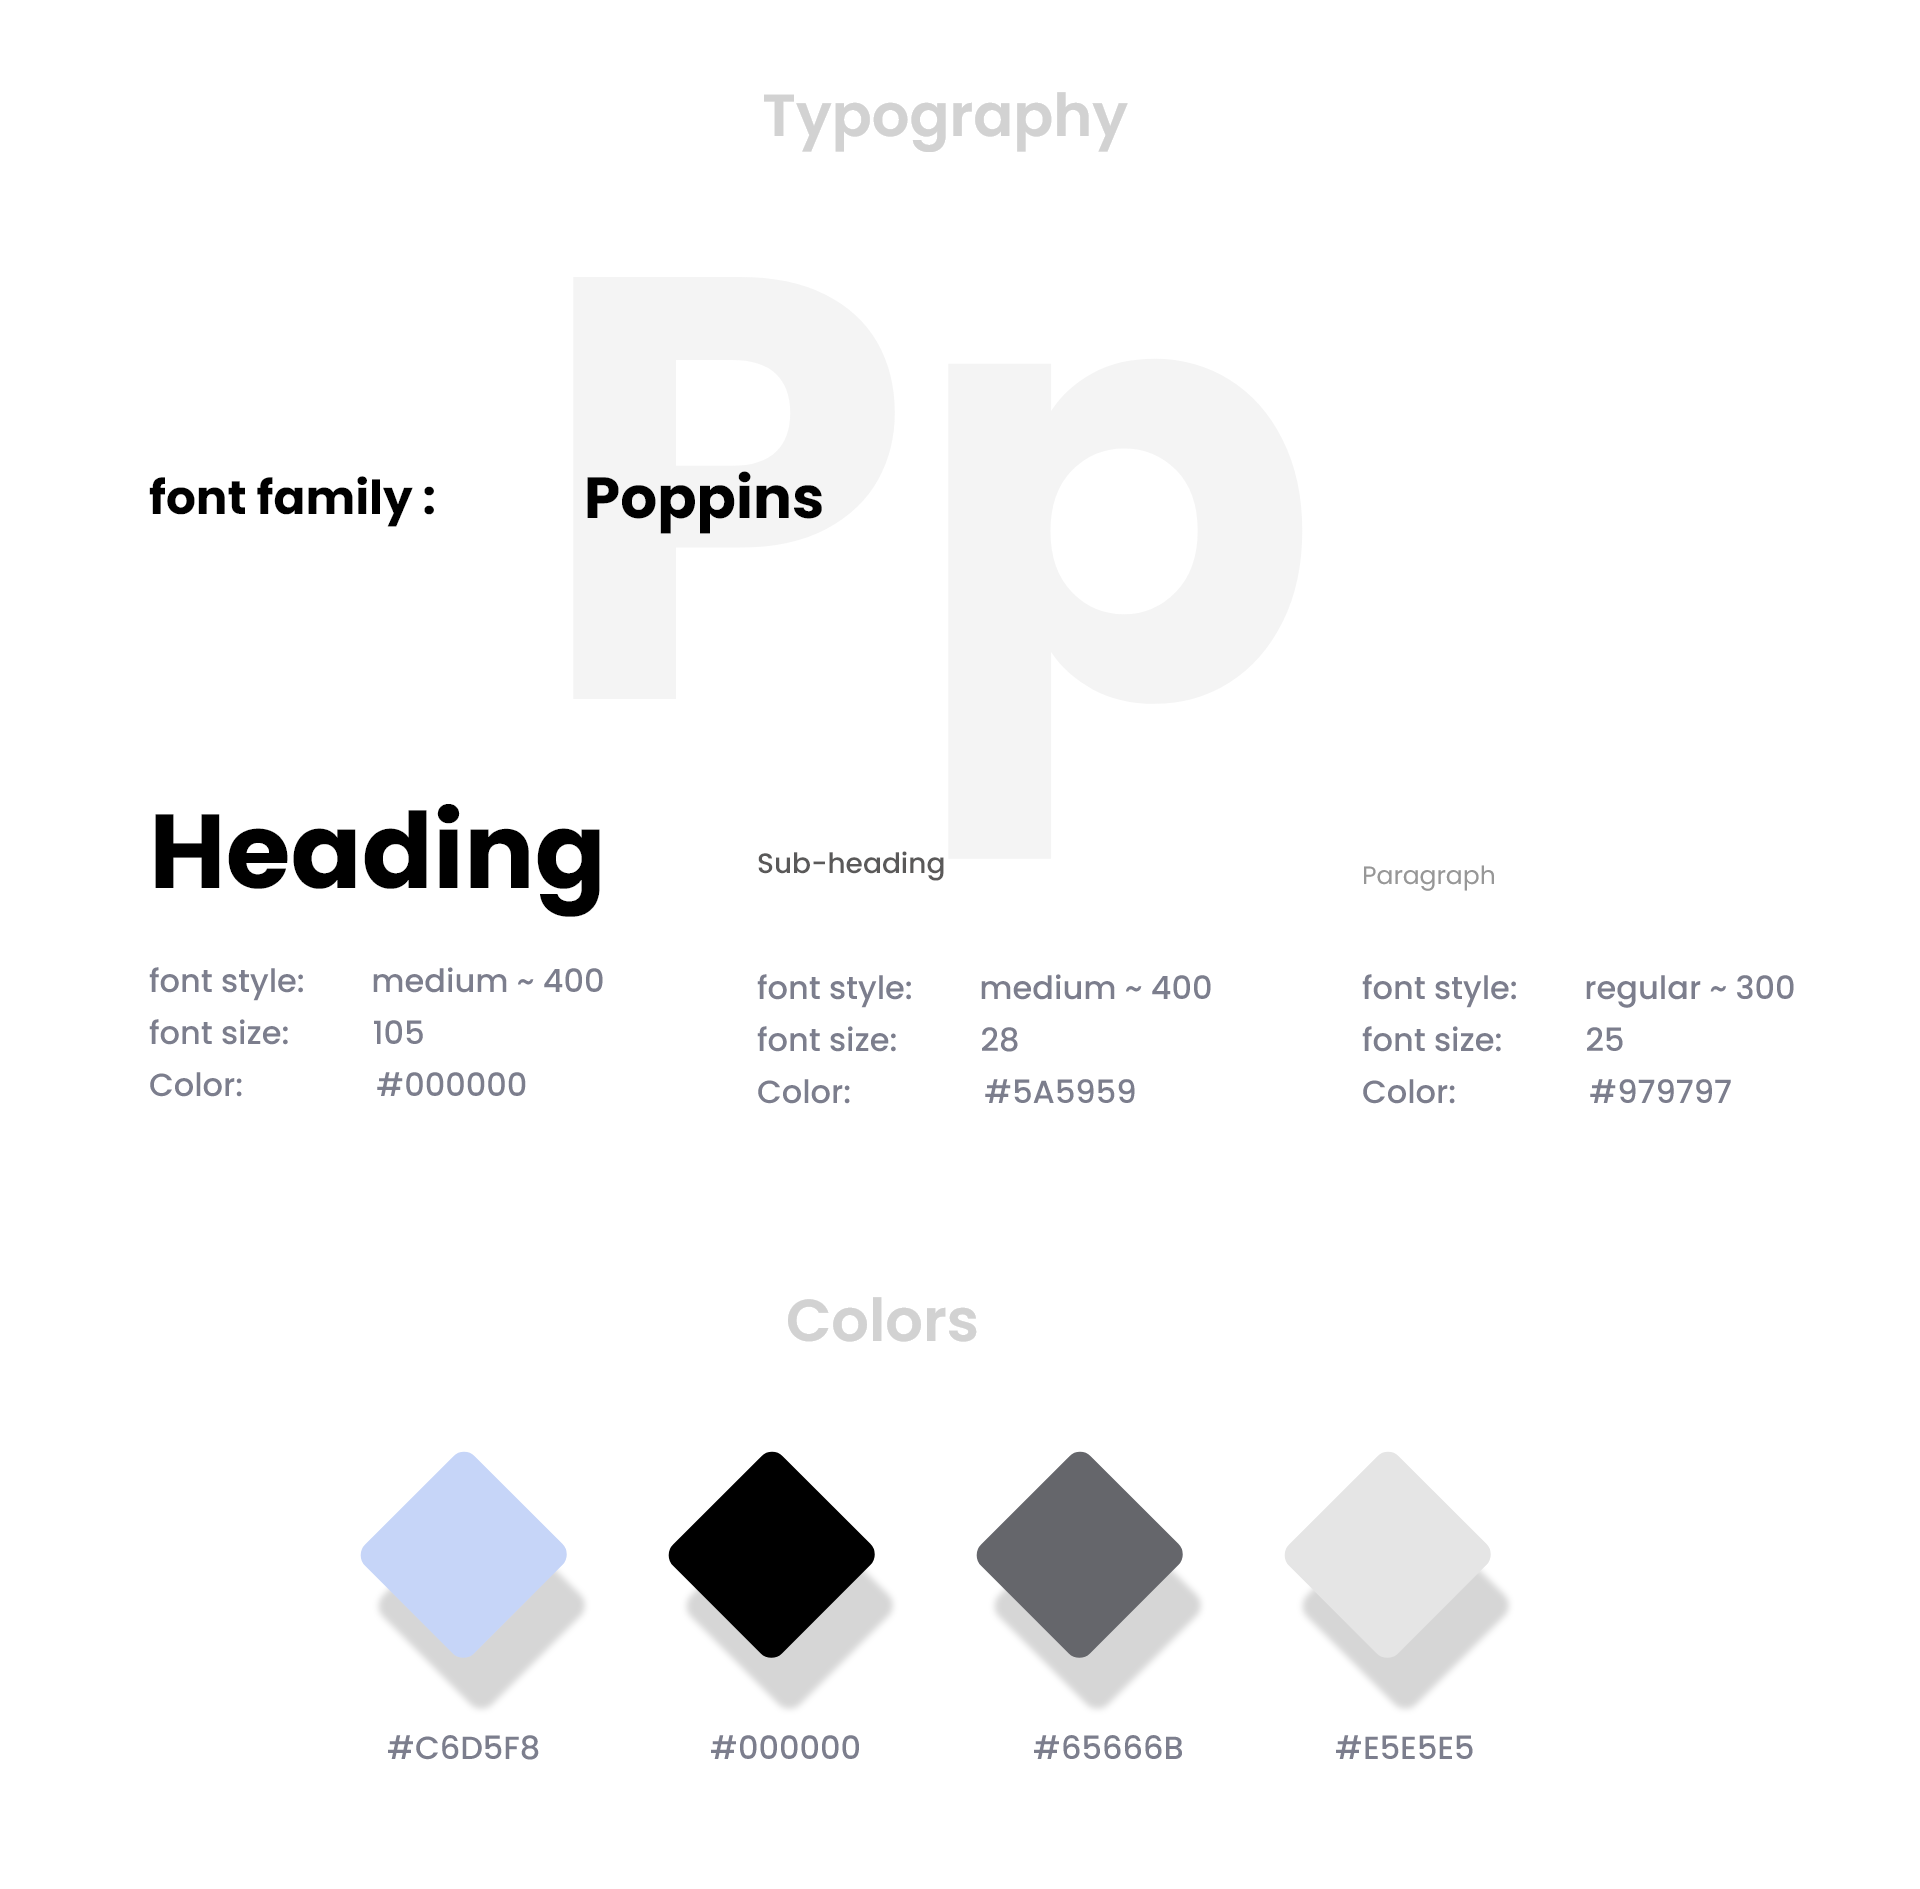 Typography
Pp
font family : Poppins
Heading
font style: medium ~ 400
font size: 105
Color: #000000
Sub-heading
font style: medium ~ 400
font size: 28
Color: #5A5959
Paragraph
font style: regular ~ 300
font size: 25
Color: #979797
Colors
#C6D5F8 #000000 #65666B #E5E5E5